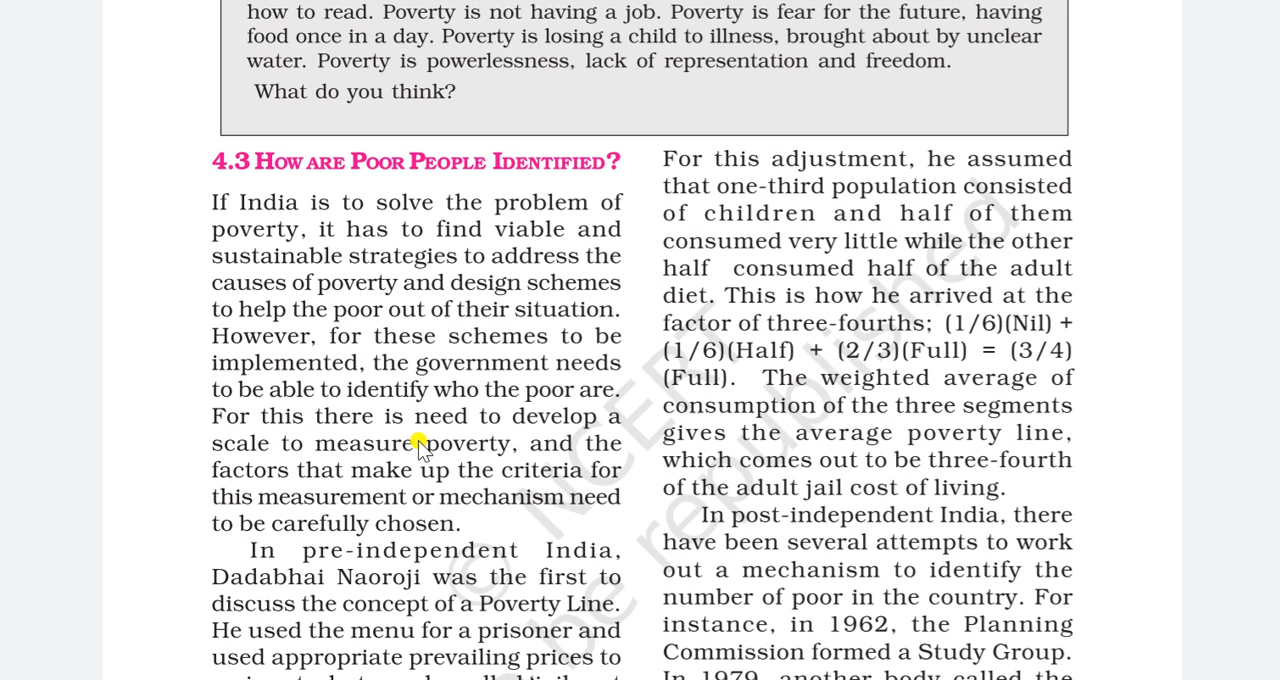 how to read. Poverty is not having a job. Poverty is fear for the future, having
food once in a day. Poverty is losing a child to illness, brought about by unclear
water. Poverty is powerlessness, lack of representation and freedom.
What do you think?
4.3 HOW ARE POOR PEOPLE IDENTIFIED?
If India is to solve the problem of
poverty, it has to find viable and
sustainable strategies to address the
causes of poverty and design schemes
to help the poor out of their situation.
However, for these schemes to be
implemented, the government needs
to be able to identify who the poor are.
For this there is need to develop a
scale to measure poverty, and the
factors that make up the criteria for
this measurement or mechanism need
to be carefully chosen.
In pre-independent India,
Dadabhai Naoroji was the first to
discuss the concept of a Poverty Line.
He used the menu for a prisoner and
used appropriate prevailing prices to
For this adjustment, he assumed
that one-third population consisted
of children and half of them
consumed very little while the other
half consumed half of the adult
diet. This is how he arrived at the
factor of three-fourths; (1/6)(Nil) +
(1/6)(Half) + (2/3)(Full) = (3/4)
(Full). The weighted average of
consumption of the three segments
gives the average poverty line,
which comes out to be three-fourth
of the adult jail cost of living.
In post-independent India, there
have been several attempts to work
out a mechanism to identify the
number of poor in the country. For
instance, in 1962, the Planning
Commission formed a Study Group.
In 1979, another body called the
© NCERT
be republished